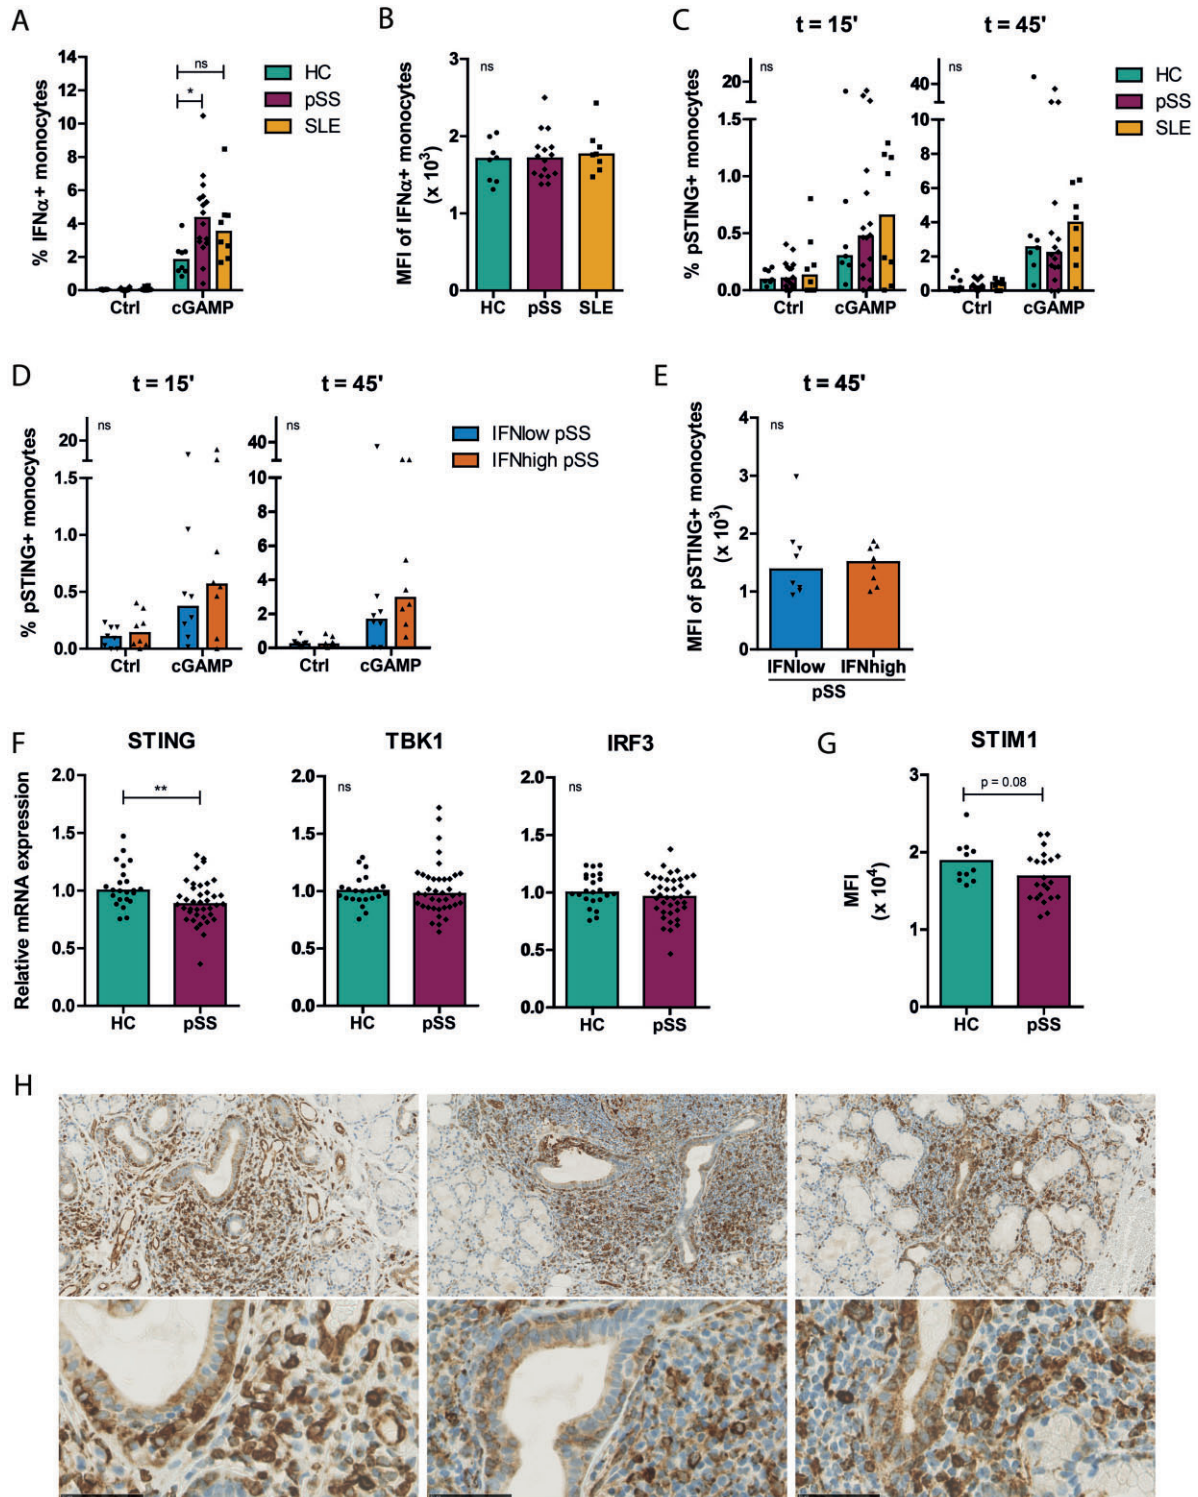 A
% IFNα+ monocytes
14
12
10
8
6
4
2
0
ns
*
Ctrl
cGAMP
HC
pSS
SLE
B
MFI of IFNα+ monocytes
(x 10³)
3
2
1
0
ns
HC
pSS
SLE
C
t = 15'
t = 45'
% pSTING+ monocytes
20
1.5
1.0
0.5
0.0
ns
Ctrl
cGAMP
40
10
8
6
4
2
0
ns
Ctrl
cGAMP
HC
pSS
SLE
D
t = 15'
t = 45'
% pSTING+ monocytes
20
1.5
1.0
0.5
0.0
ns
Ctrl
cGAMP
40
10
8
6
4
2
0
ns
Ctrl
cGAMP
IFNlow pSS
IFNhigh pSS
E
t = 45'
MFI of pSTING+ monocytes
(x 10³)
4
3
2
1
0
ns
IFNlow
IFNhigh
pSS
F
STING
Relative mRNA expression
2.0
1.5
1.0
0.5
0.0
**
HC
pSS
TBK1
2.0
1.5
1.0
0.5
0.0
ns
HC
pSS
IRF3
2.0
1.5
1.0
0.5
0.0
ns
HC
pSS
G
STIM1
MFI
(x 10⁴)
3
2
1
0
p = 0.08
HC
pSS
H